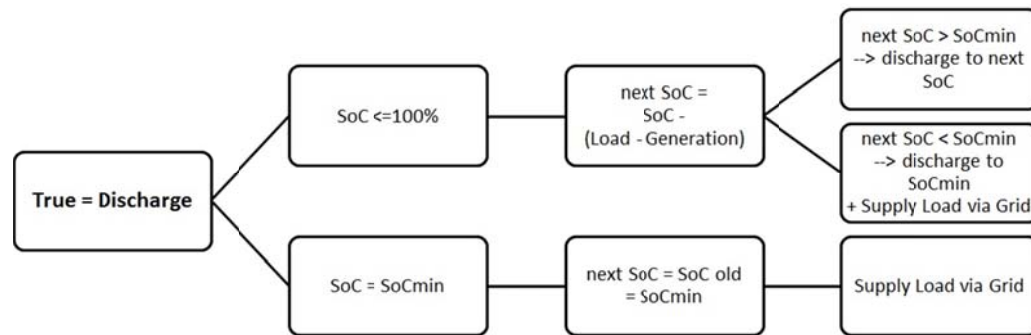 True = Discharge
SoC <=100%
next SoC =
SoC -
(Load - Generation)
next SoC > SoCmin
--> discharge to next
SoC
next SoC < SoCmin
--> discharge to
SoCmin
+ Supply Load via Grid
SoC = SoCmin
next SoC = SoC old
= SoCmin
Supply Load via Grid